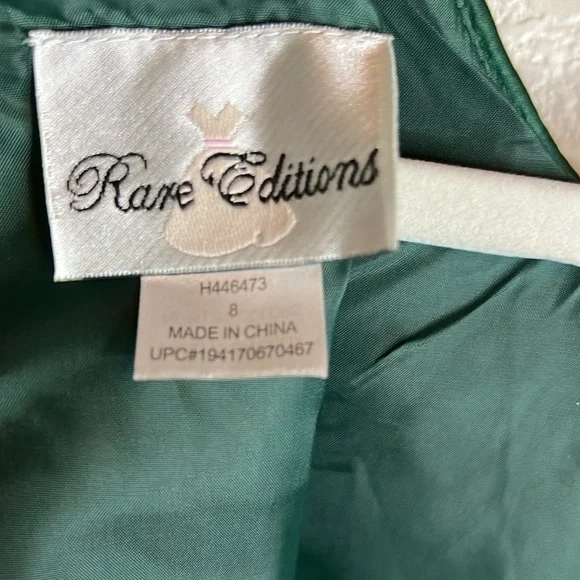 Rare Editions
H446473
8
MADE IN CHINA
UPC#194170670467